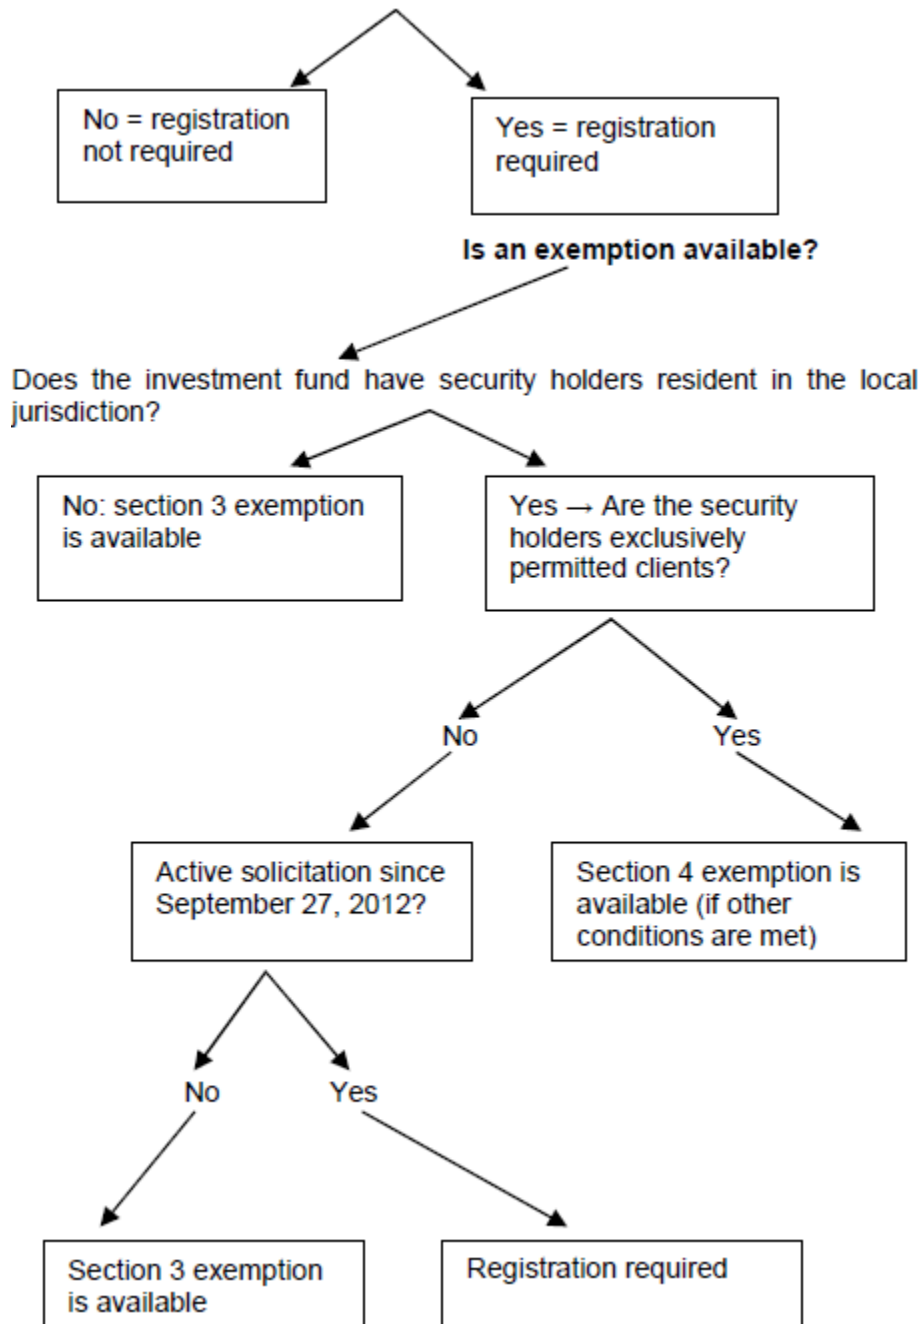 No = registration
not required
Yes = registration
required
Is an exemption available?
Does the investment fund have security holders resident in the local
jurisdiction?
No: section 3 exemption
is available
Yes → Are the security
holders exclusively
permitted clients?
No
Yes
Active solicitation since
September 27, 2012?
Section 4 exemption is
available (if other
conditions are met)
No
Yes
Section 3 exemption
is available
Registration required